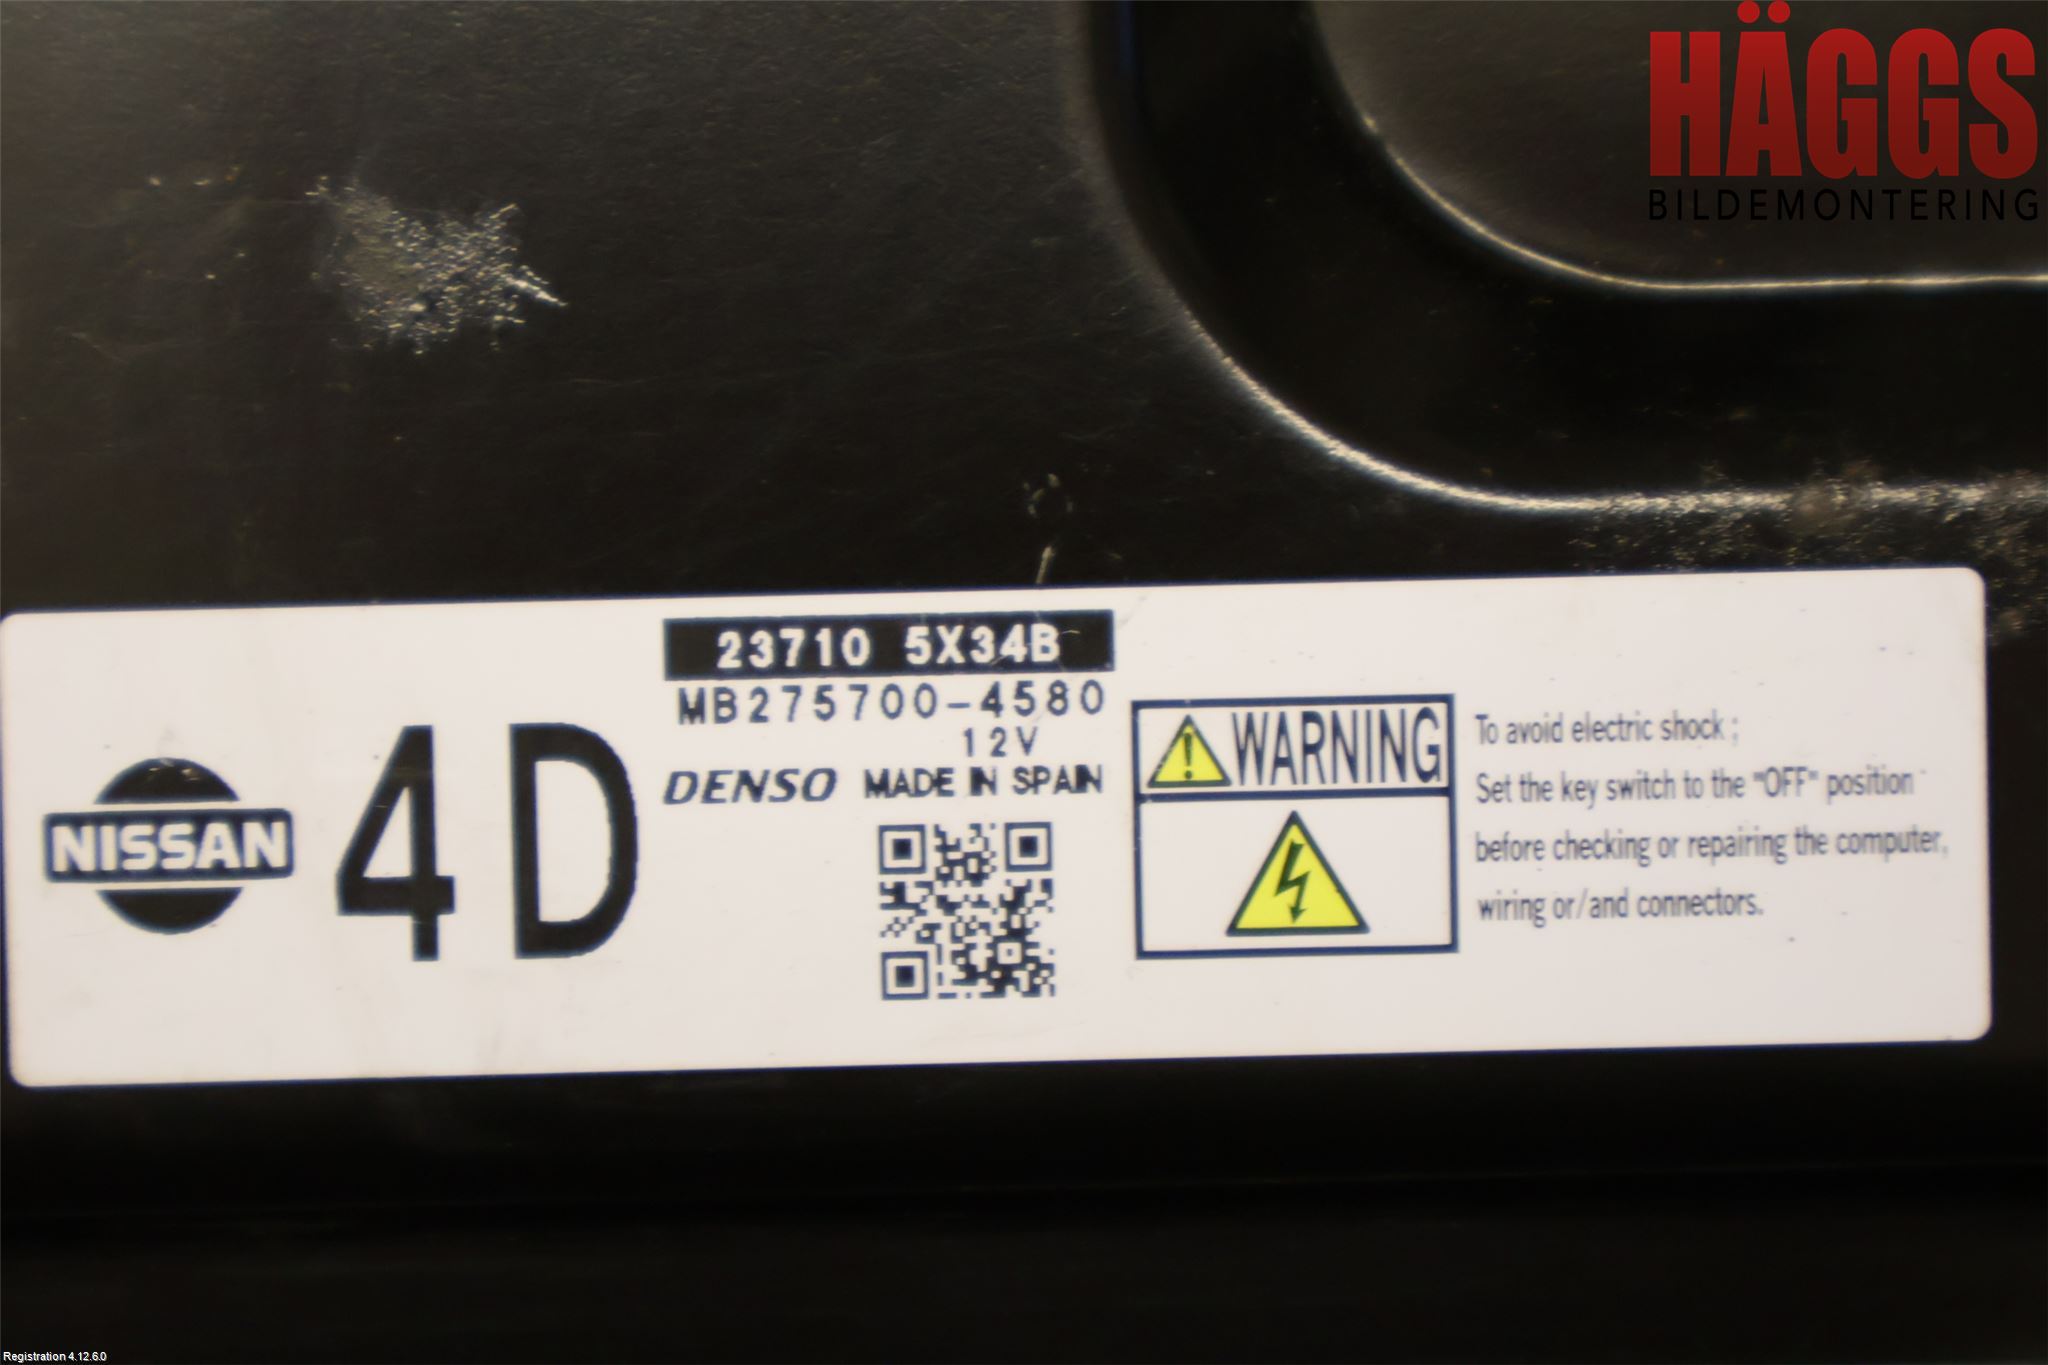 HÄGGS
BILDEMONTERING
23710 5X34B
MB275700-4580
12V
DENSO MADE IN SPAIN
NISSAN
4D
WARNING
To avoid electric shock ;
Set the key switch to the "OFF" position
before checking or repairing the computer,
wiring or/and connectors.
Registration 4.12.6.0